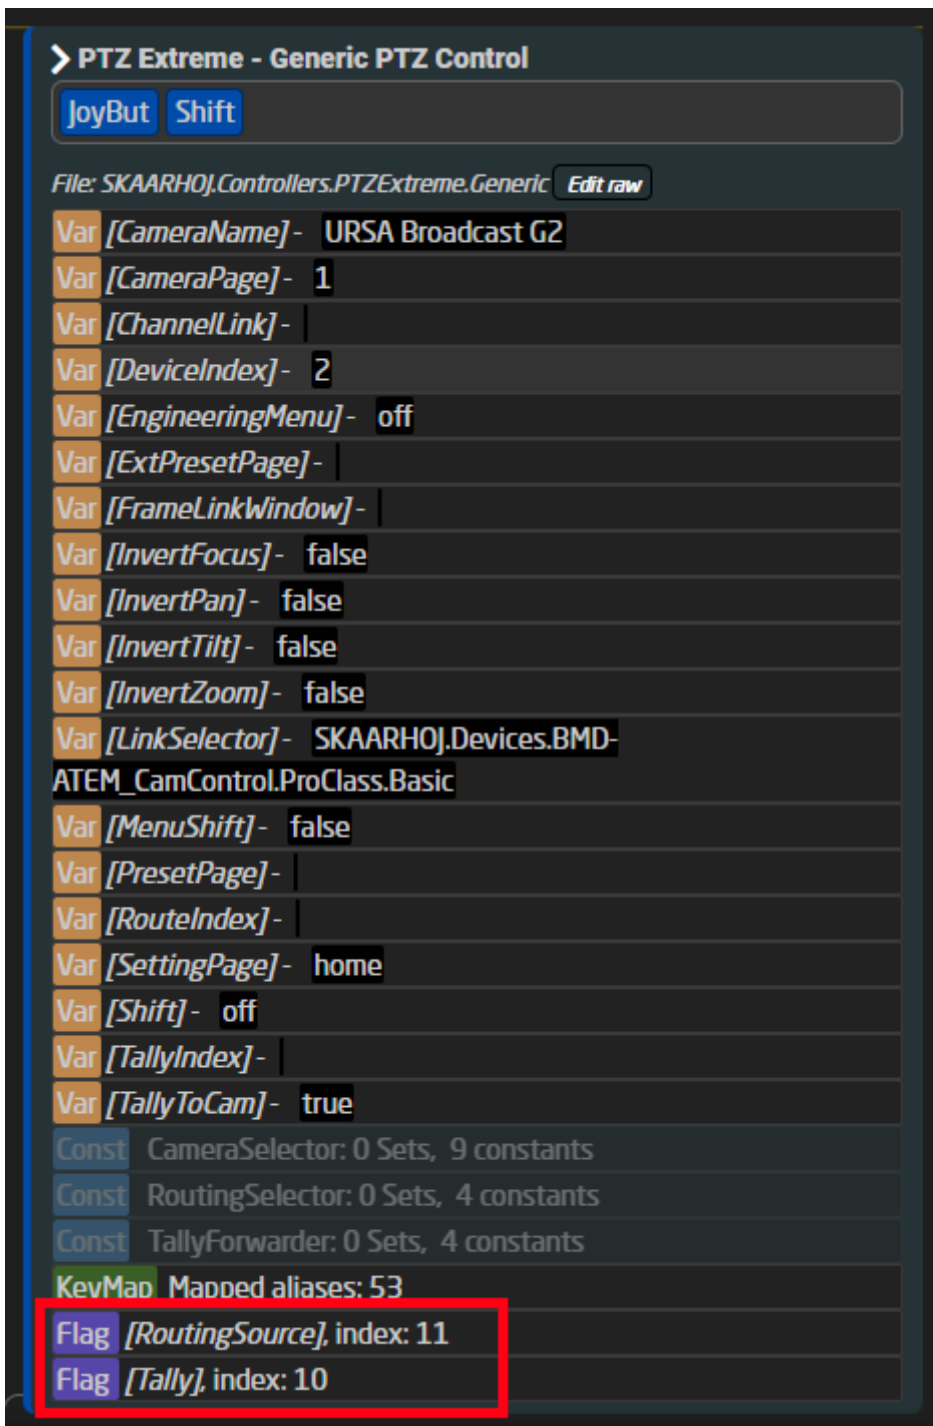 PTZ Extreme - Generic PTZ Control
JoyBut Shift
File: SKAARHOJ.Controllers.PTZExtreme.Generic Edit raw
Var [CameraName] - URSA Broadcast G2
Var [CameraPage] - 1
Var [ChannelLink] -
Var [DeviceIndex] - 2
Var [EngineeringMenu] - off
Var [ExtPresetPage] -
Var [FrameLinkWindow] -
Var [InvertFocus] - false
Var [InvertPan] - false
Var [InvertTilt] - false
Var [InvertZoom] - false
Var [LinkSelector] - SKAARHOJ.Devices.BMD-
ATEM_CamControl.ProClass.Basic
Var [MenuShift] - false
Var [PresetPage] -
Var [RouteIndex] -
Var [SettingPage] - home
Var [Shift] - off
Var [TallyIndex] -
Var [TallyToCam] - true
Const CameraSelector: 0 Sets, 9 constants
Const RoutingSelector: 0 Sets, 4 constants
Const TallyForwarder: 0 Sets, 4 constants
KeyMap Mapped aliases: 53
Flag [RoutingSource], index: 11
Flag [Tally], index: 10